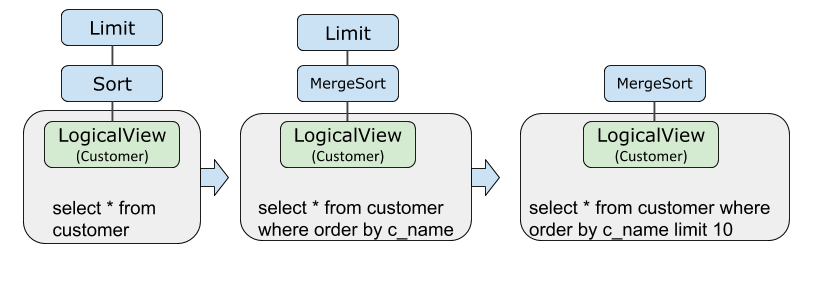 Limit
Sort
LogicalView
(Customer)
select * from
customer
Limit
MergeSort
LogicalView
(Customer)
select * from customer
where order by c_name
MergeSort
LogicalView
(Customer)
select * from customer where
order by c_name limit 10